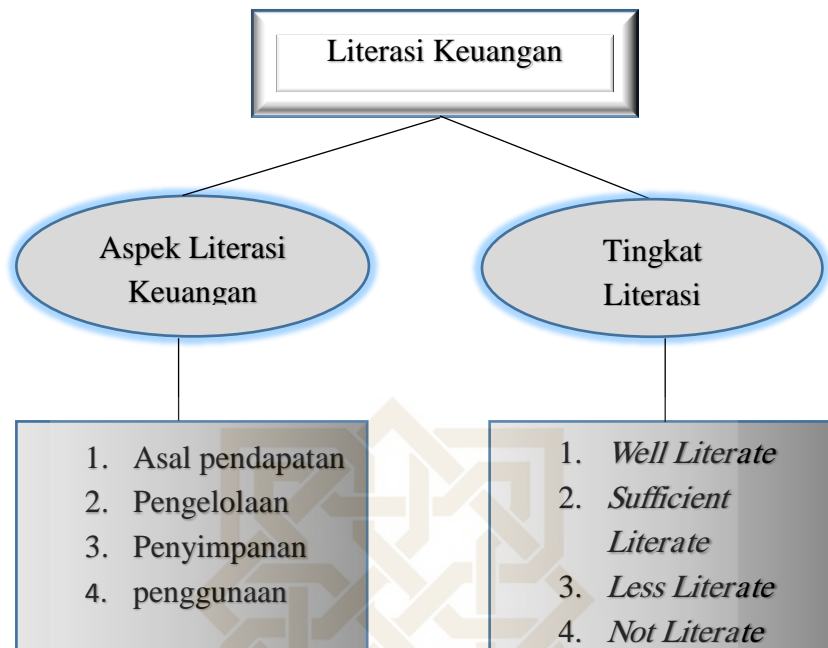 Literasi Keuangan
Aspek Literasi
Keuangan
Tingkat
Literasi
1. Asal pendapatan
2. Pengelolaan
3. Penyimpanan
4. penggunaan
1. Well Literate
2. Sufficient
Literate
3. Less Literate
4. Not Literate